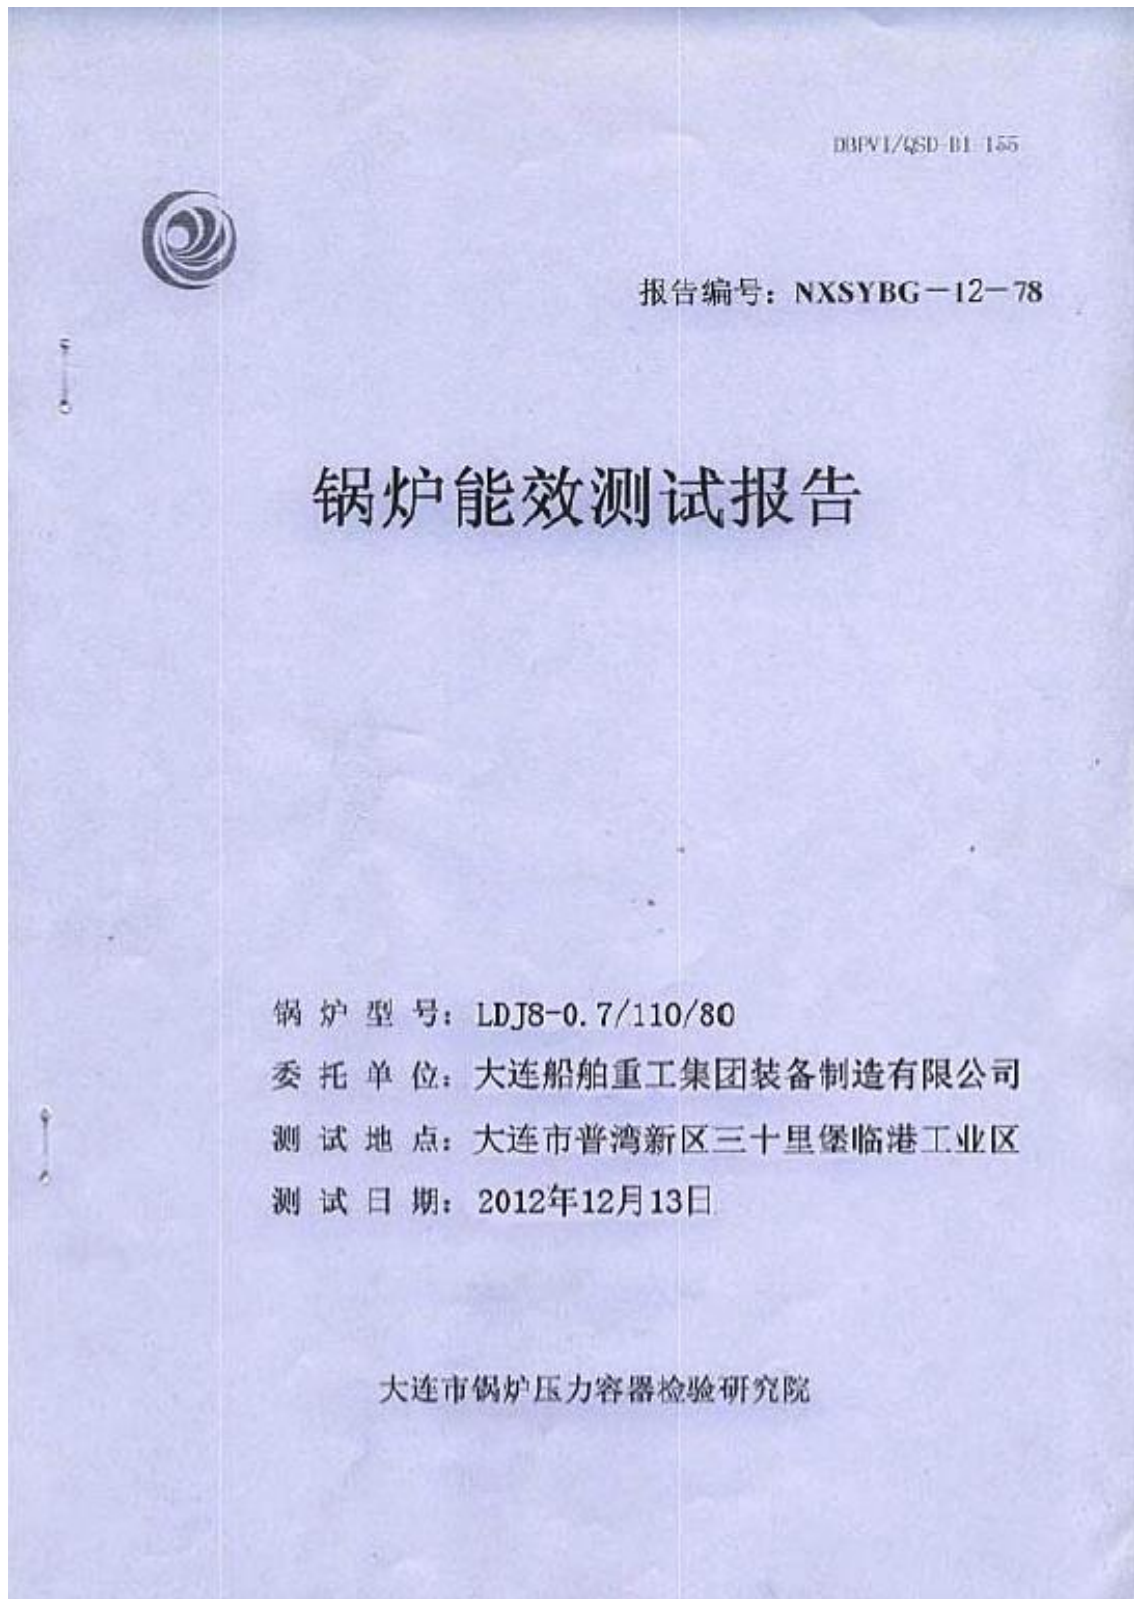 DBPVI/QSD-B1-155
报告编号：NXSYBG－12－78
锅炉能效测试报告
锅炉型号：LDJ8-0.7/110/80
委托单位：大连船舶重工集团装备制造有限公司
测试地点：大连市普湾新区三十里堡临港工业区
测试日期：2012年12月13日
大连市锅炉压力容器检验研究院